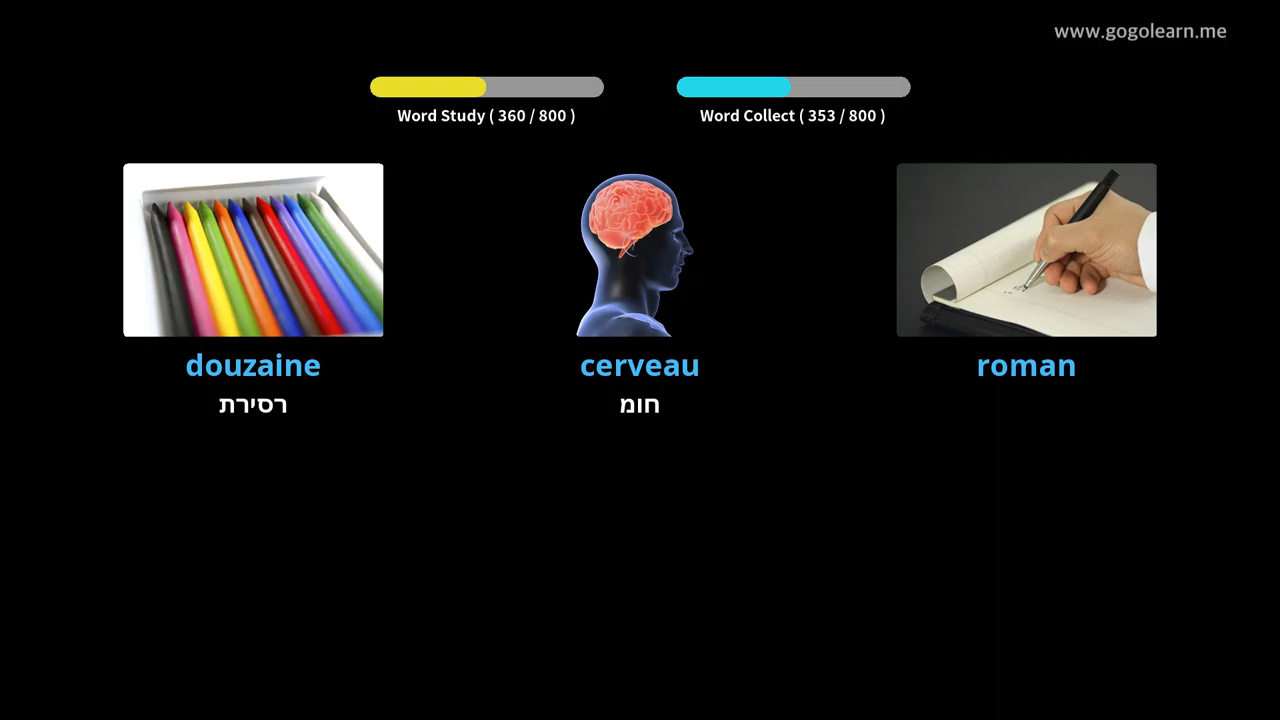 www.gogolearn.me
Word Study ( 360 / 800 )
Word Collect ( 353 / 800 )
douzaine
cerveau
roman
רסירת
חומ